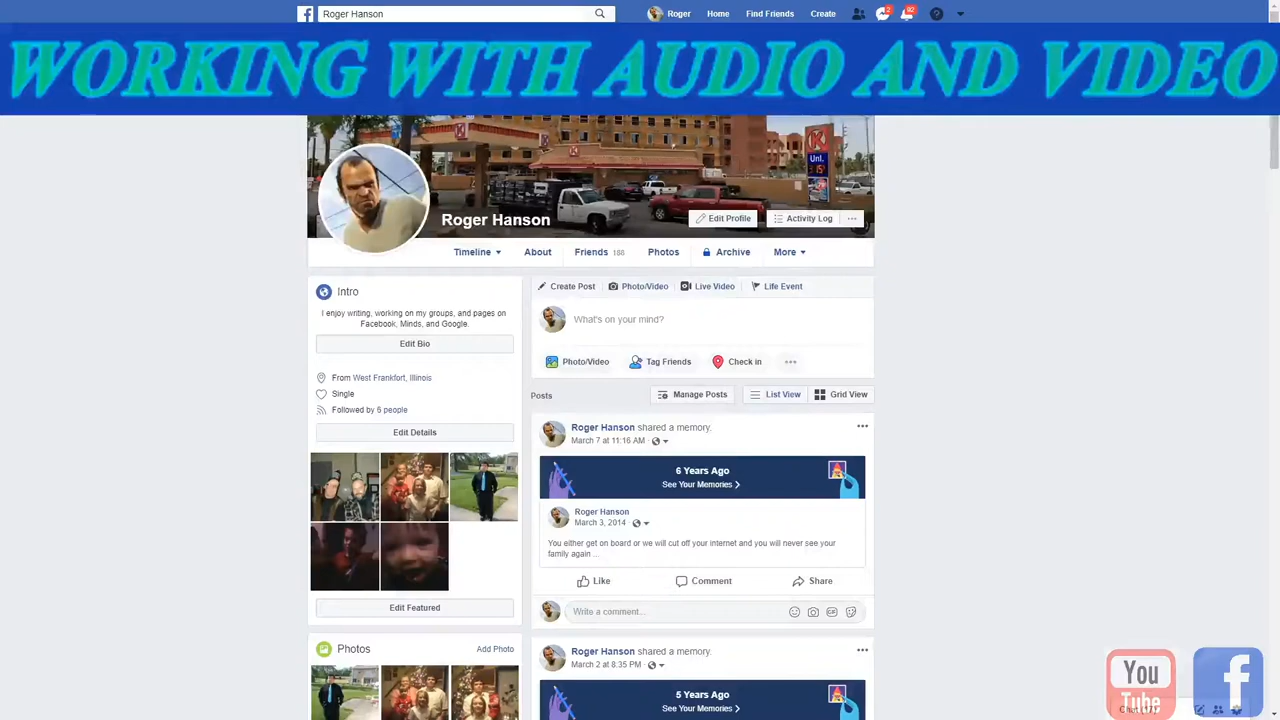 Roger Hanson
Roger
Home
Find Friends
Create
2
82
WORKING WITH AUDIO AND VIDEO
Unl.
Roger Hanson
Edit Profile
Activity Log
Timeline
About
Friends 186
Photos
Archive
More
Intro
I enjoy writing, working on my groups, and pages on
Facebook, Minds, and Google.
Edit Bio
From West Frankfort, Illinois
Single
Followed by 6 people
Edit Details
Edit Featured
Photos
Add Photo
Create Post
Photo/Video
Live Video
Life Event
What's on your mind?
Photo/Video
Tag Friends
Check in
Posts
Manage Posts
List View
Grid View
Roger Hanson shared a memory.
March 7 at 11:16 AM
6 Years Ago
See Your Memories
Roger Hanson
March 3, 2014
You either get on board or we will cut off your internet and you will never see your
family again ...
Like
Comment
Share
Write a comment...
Roger Hanson shared a memory.
March 2 at 8:35 PM
5 Years Ago
See Your Memories
You
Tube